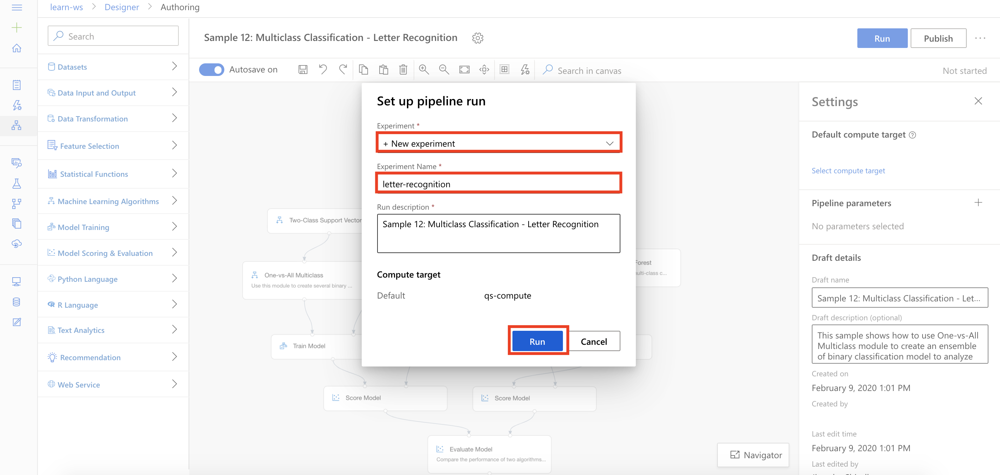 learn-ws > Designer > Authoring
Search
Sample 12: Multiclass Classification - Letter Recognition
Run
Publish
Autosave on
Search in canvas
Not started
Datasets
Data Input and Output
Data Transformation
Feature Selection
Statistical Functions
Machine Learning Algorithms
Model Training
Model Scoring & Evaluation
Python Language
R Language
Text Analytics
Recommendation
Web Service
Two-Class Support Vector
One-vs-All Multiclass
Use this module to create several binary ...
Train Model
Forest
ulti-class c...
Score Model
Score Model
Evaluate Model
Compare the performance of two algorithms...
Navigator
Set up pipeline run
Experiment *
+ New experiment
Experiment Name *
letter-recognition
Run description *
Sample 12: Multiclass Classification - Letter Recognition
Compute target
Default qs-compute
Run
Cancel
Settings
Default compute target
Select compute target
Pipeline parameters
No parameters selected
Draft details
Draft name
Sample 12: Multiclass Classification - Let...
Draft description (optional)
This sample shows how to use One-vs-All
Multiclass module to create an ensemble
of binary classification model to analyze
Created on
February 9, 2020 1:01 PM
Created by
Last edit time
February 9, 2020 1:01 PM
Last edited by